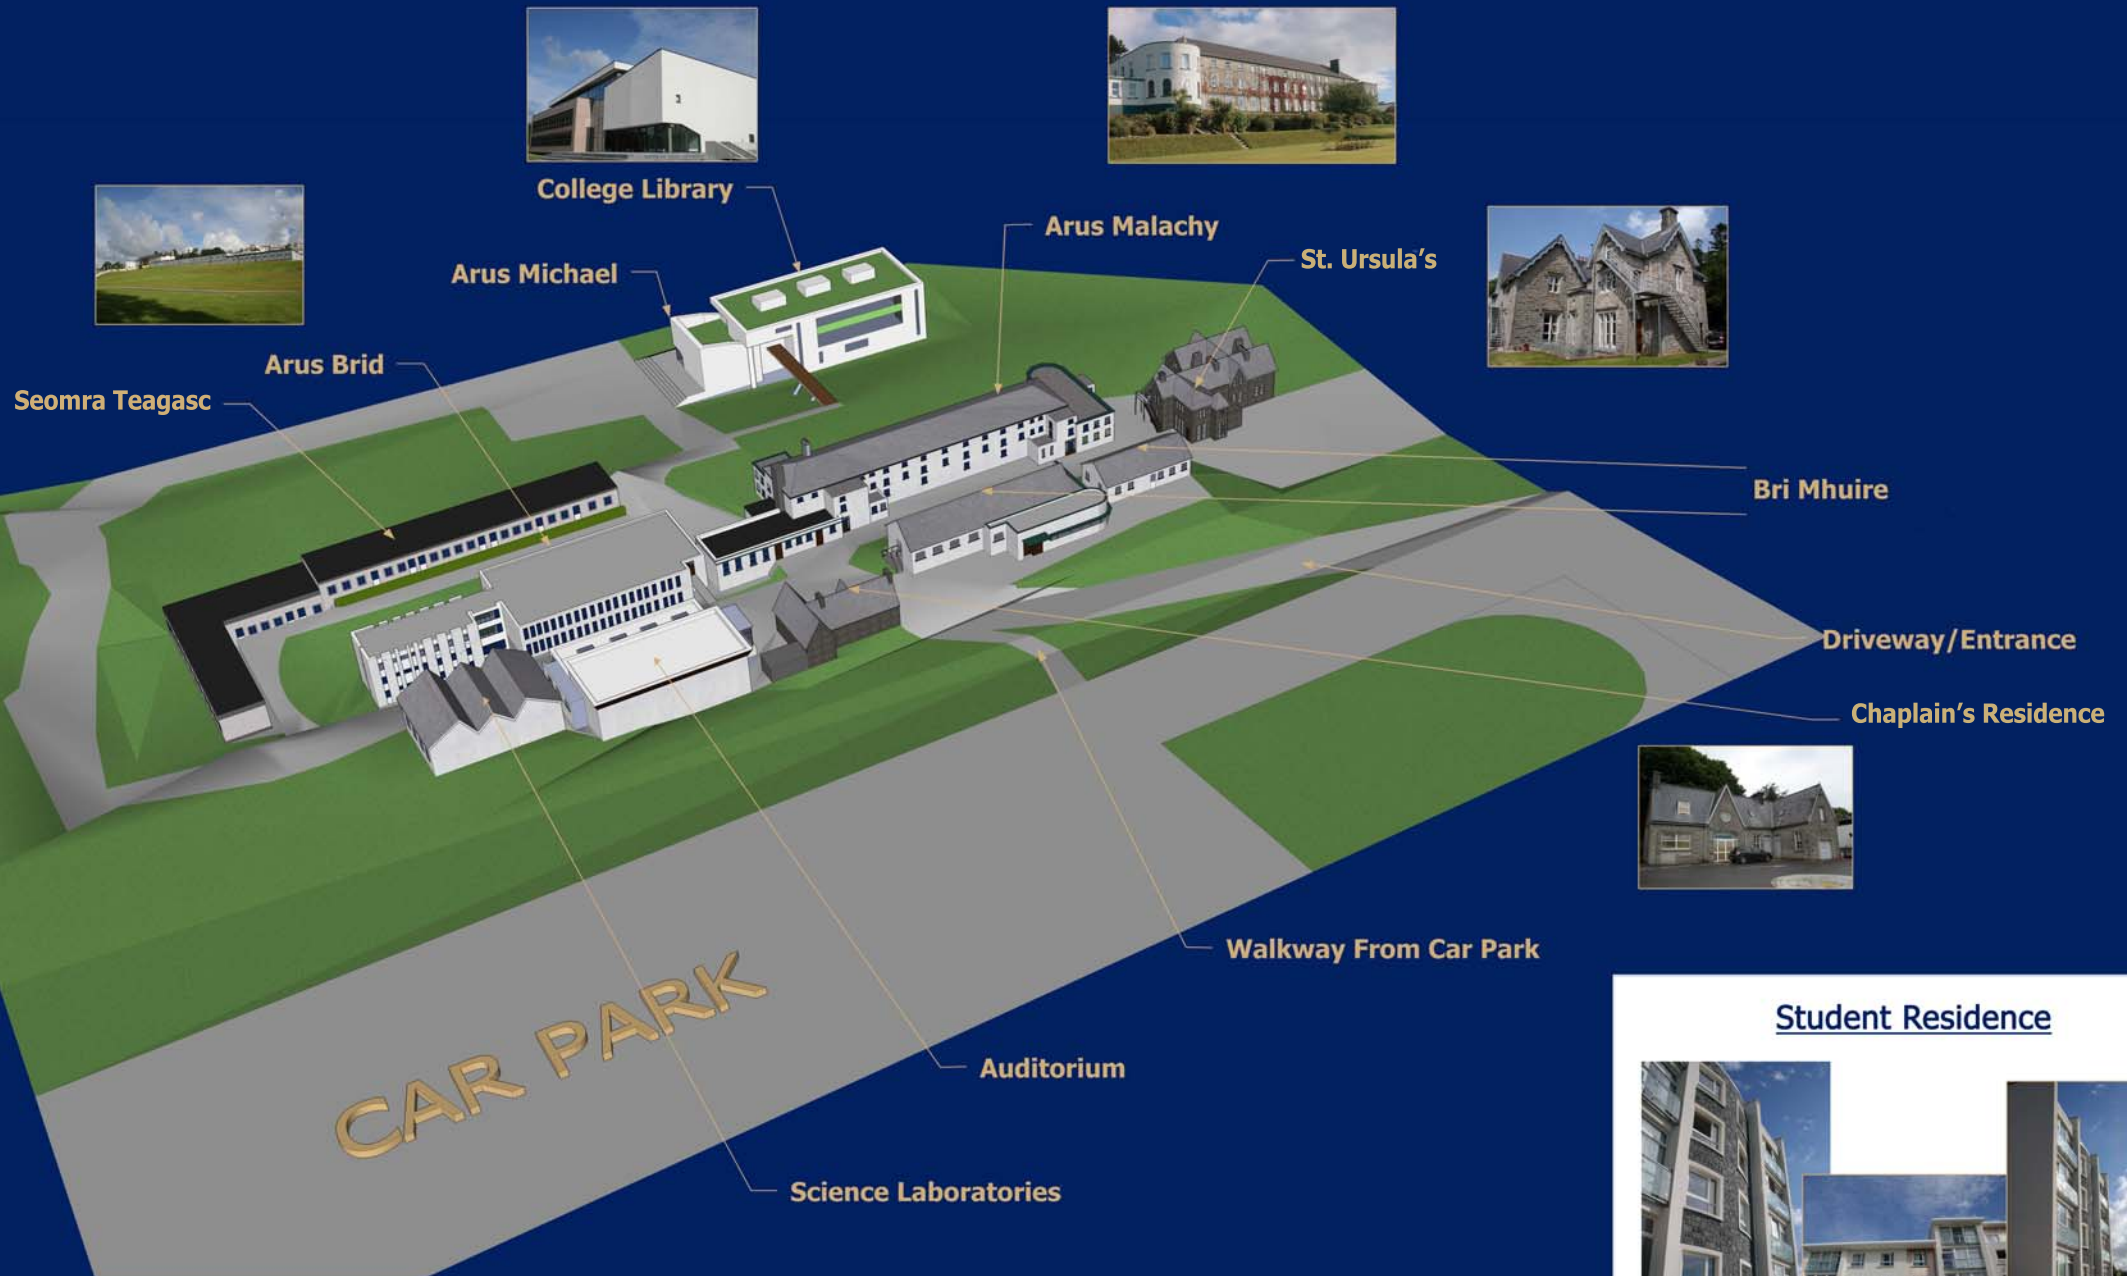 College Library
Arus Malachy
St. Ursula's
Arus Michael
Arus Brid
Seomra Teagasc
Bri Mhuire
Driveway/Entrance
Chaplain's Residence
Walkway From Car Park
CAR PARK
Auditorium
Science Laboratories
Student Residence